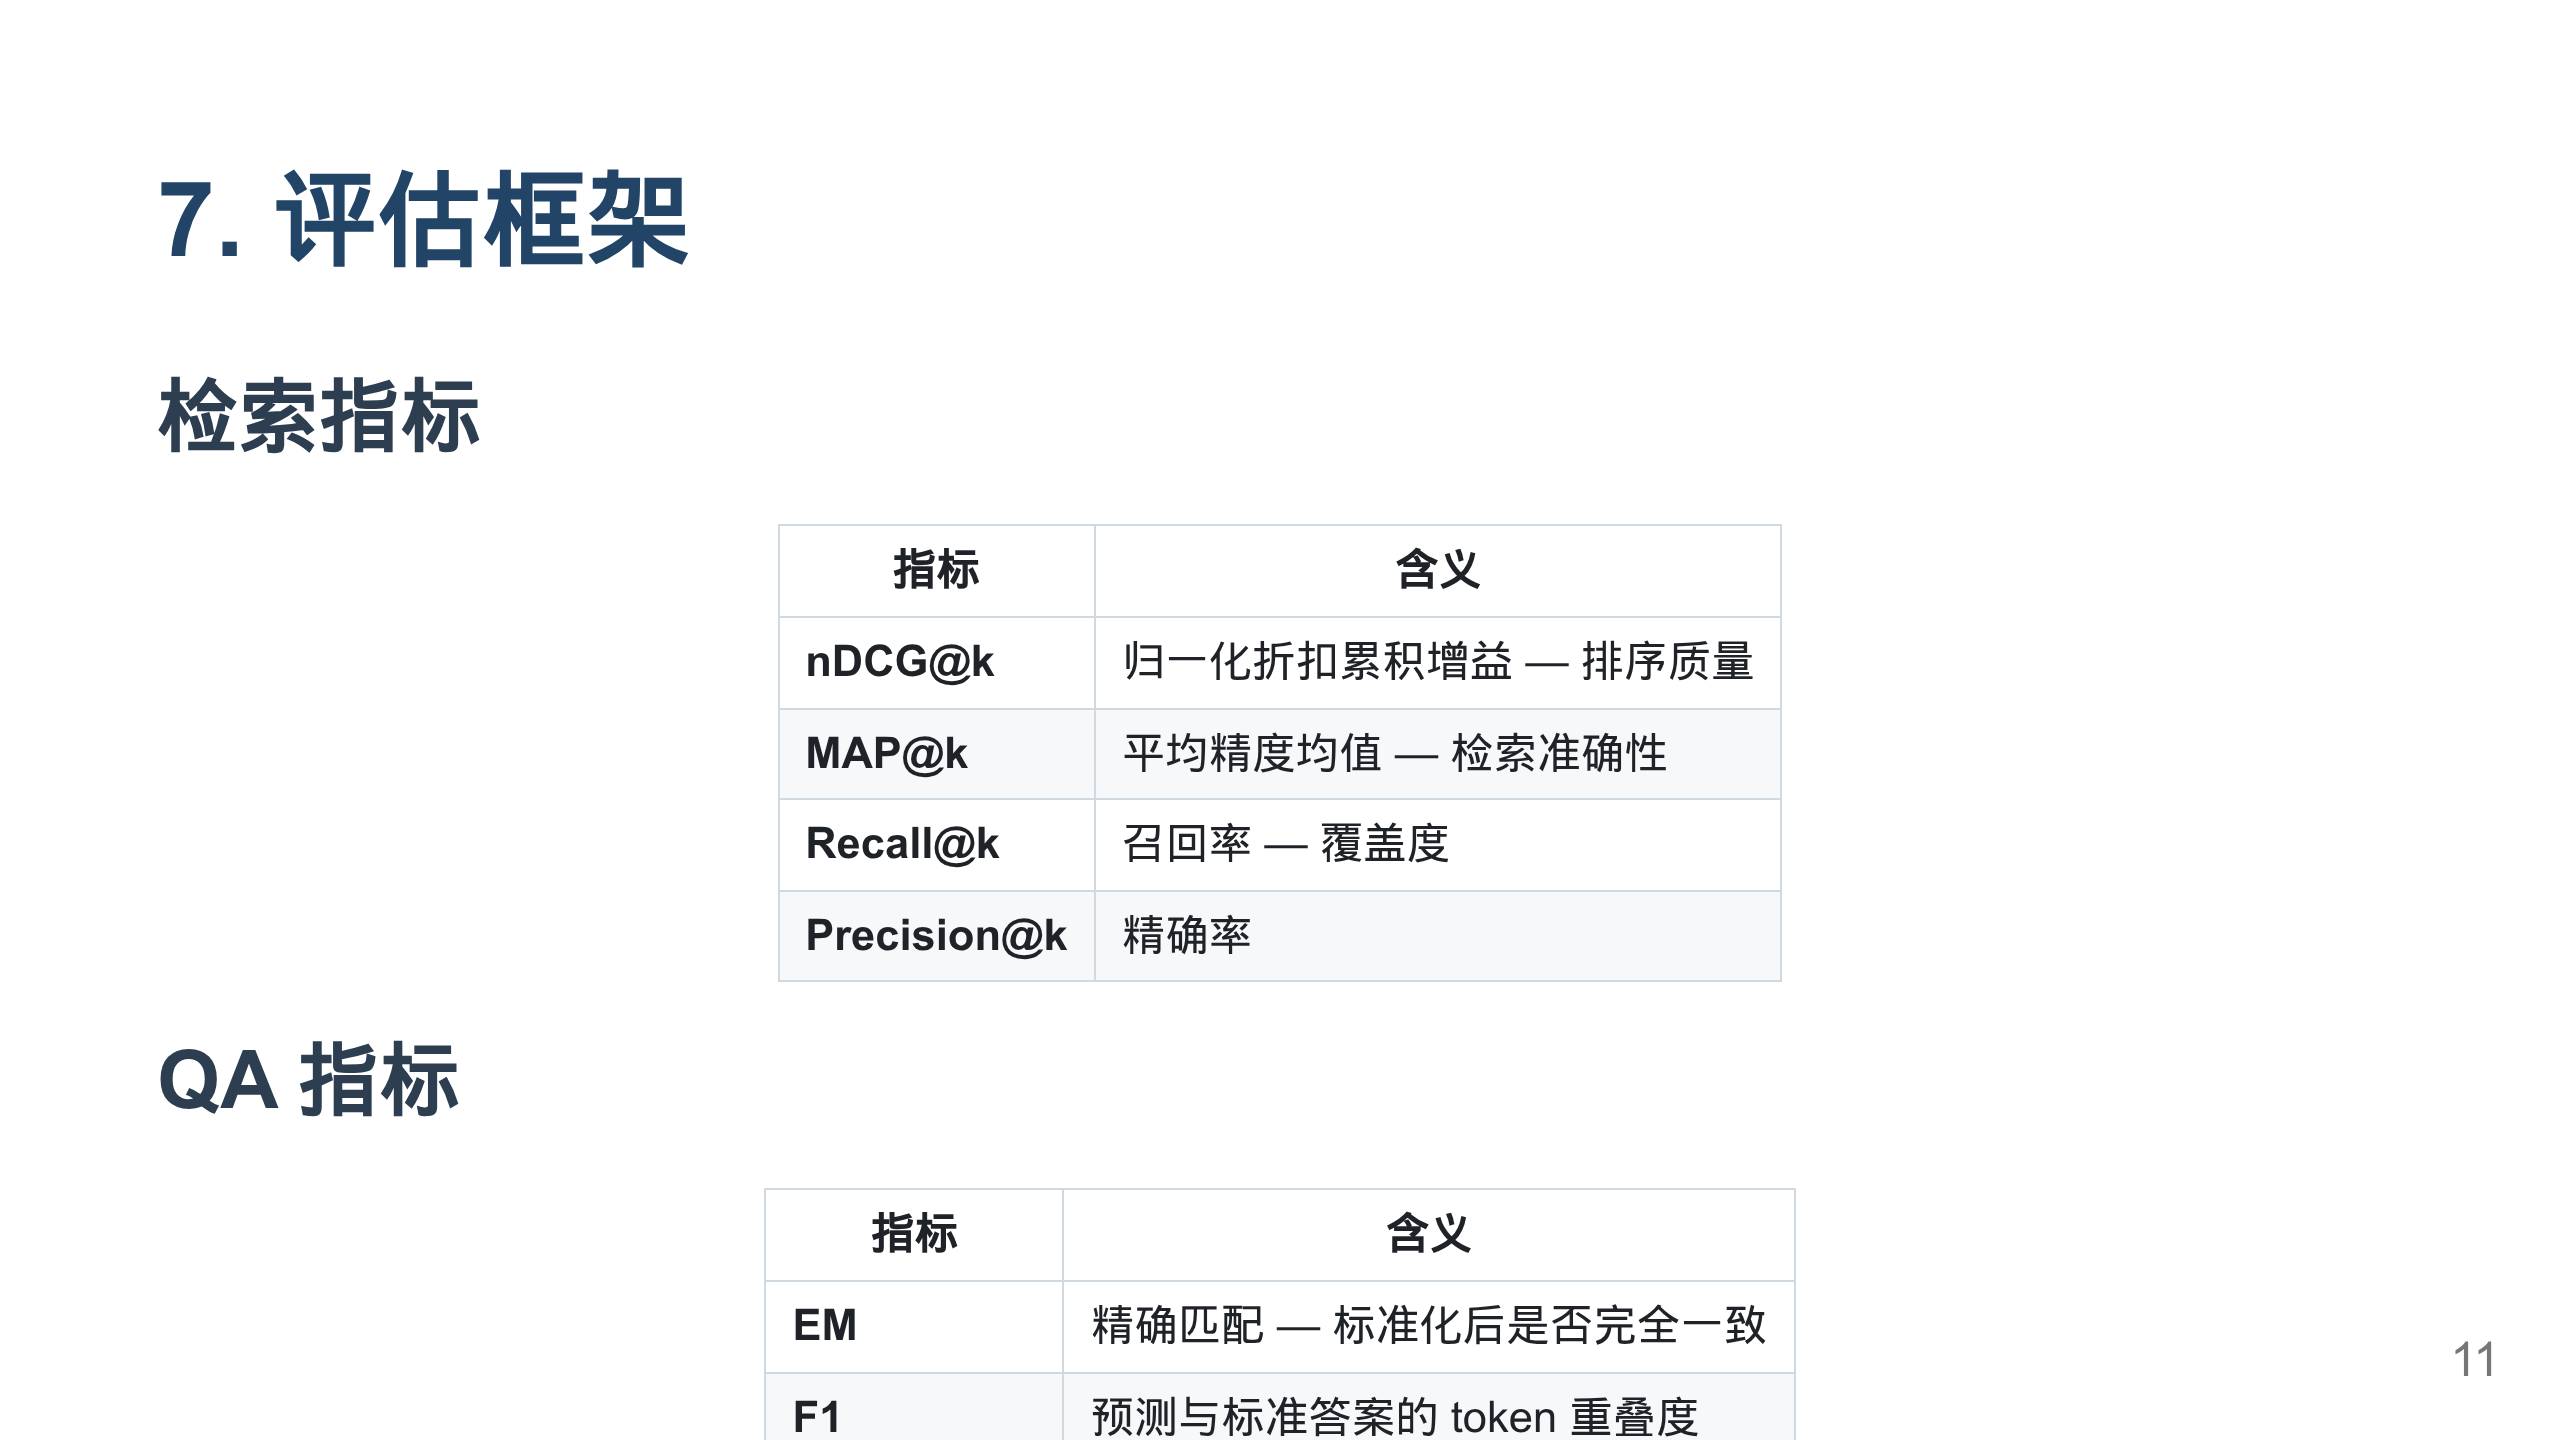 7. 评估框架
检索指标
指标 含义
nDCG@k 归一化折扣累积增益 — 排序质量
MAP@k 平均精度均值 — 检索准确性
Recall@k 召回率 — 覆盖度
Precision@k 精确率
QA 指标
指标 含义
EM 精确匹配 — 标准化后是否完全一致
F1 预测与标准答案的 token 重叠度
11